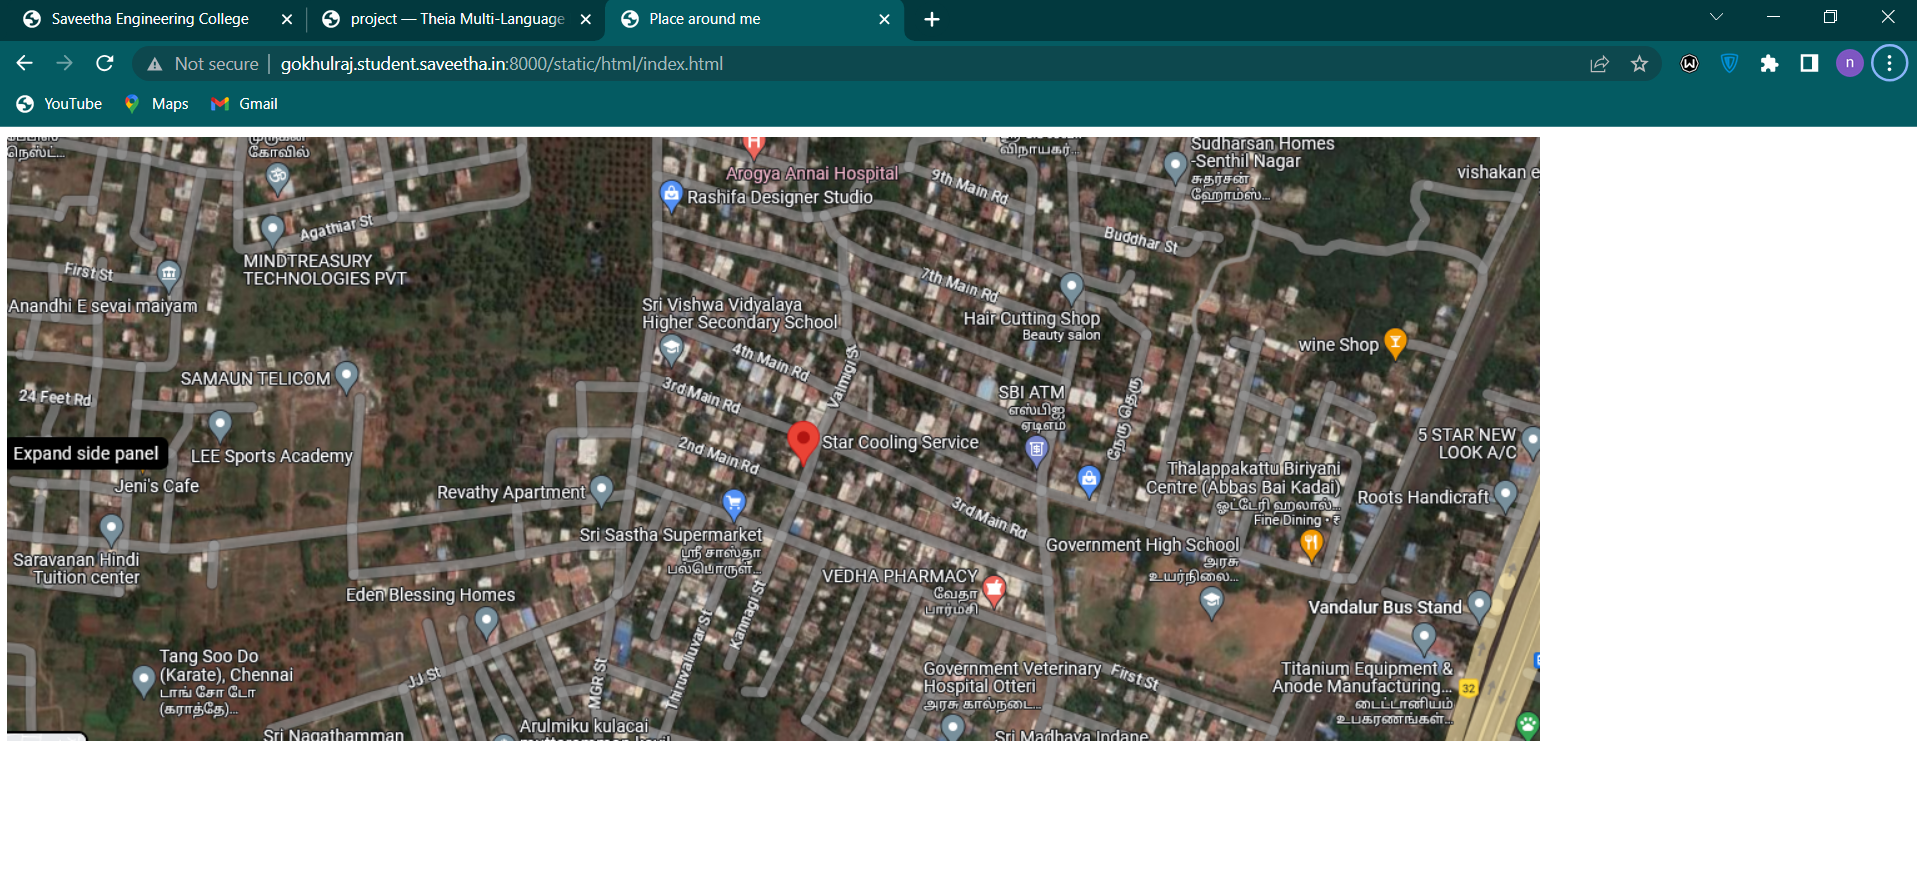 Saveetha Engineering College
project — Theia Multi-Language
Place around me
Not secure
gokhulraj.student.saveetha.in:8000/static/html/index.html
n
YouTube
Maps
Gmail
நெஸ்ட்...
கோவில்
விநாயகர்...
Sudharsan Homes
-Senthil Nagar
சுதர்சன்
ஹோம்ஸ்...
vishakan e
Arogya Annai Hospital
Rashifa Designer Studio
9th Main Rd
Agathiar St
Buddhar St
MINDTREASURY
TECHNOLOGIES PVT
First St
7th Main Rd
Anandhi E sevai maiyam
Sri Vishwa Vidyalaya
Higher Secondary School
Hair Cutting Shop
Beauty salon
wine Shop
4th Main Rd
Valmigi St
SAMAUN TELICOM
3rd Main Rd
24 Feet Rd
SBI ATM
எஸ்பிஐ
ஏடிஎம்
நேரு தெரு
Star Cooling Service
2nd Main Rd
5 STAR NEW
LOOK A/C
Expand side panel
LEE Sports Academy
Jeni's Cafe
Revathy Apartment
Thalappakattu Biriyani
Centre (Abbas Bai Kadai)
ஓட்டேரி ஹலால்...
Fine Dining • ₹
Roots Handicraft
3rd Main Rd
Sri Sastha Supermarket
ஸ்ரீ சாஸ்தா
பல்பொருள்...
Government High School
அரசு
உயர்நிலை...
Saravanan Hindi
Tuition center
VEDHA PHARMACY
வேதா
பார்மசி
Eden Blessing Homes
Kannagi St
Thiruvalluvar St
Vandalur Bus Stand
Tang Soo Do
(Karate), Chennai
டாங் சோ டோ
(கராத்தே)...
JJ St
MGR St
Government Veterinary
Hospital Otteri
அரசு கால்நடை...
First St
Titanium Equipment &
Anode Manufacturing...
டைட்டானியம்
உபகரணங்கள்...
32
Sri Nagathamman
Arulmiku kulacai
Sri Madhava Indane